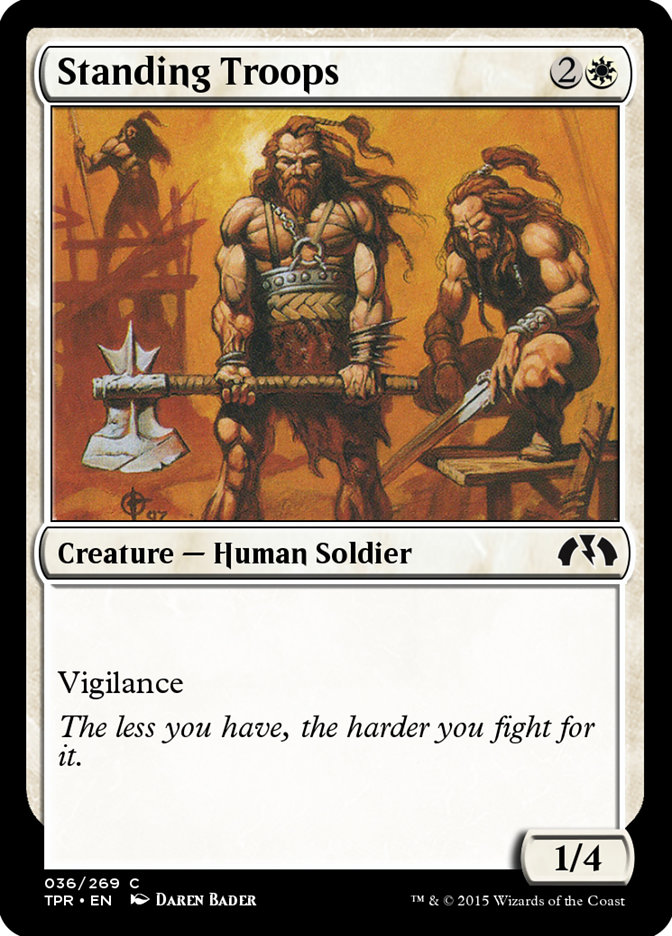 Standing Troops 2
Creature — Human Soldier
Vigilance
The less you have, the harder you fight for
it.
1/4
036/269 C
TPR • EN DAREN BADER ™ & © 2015 Wizards of the Coast